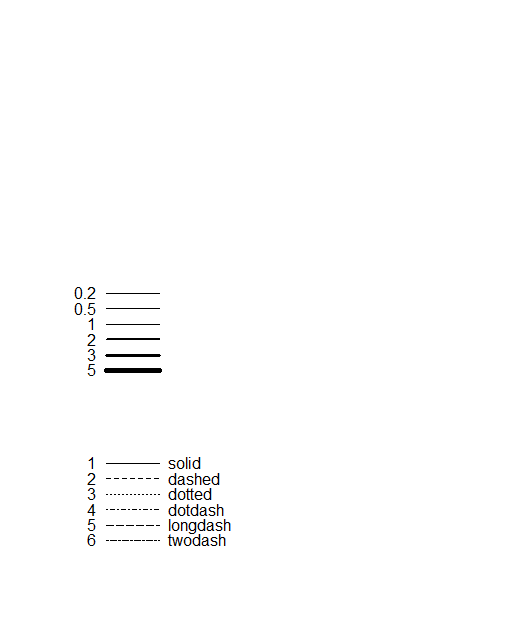 0.2
0.5
1
2
3
5
1 solid
2 dashed
3 dotted
4 dotdash
5 longdash
6 twodash